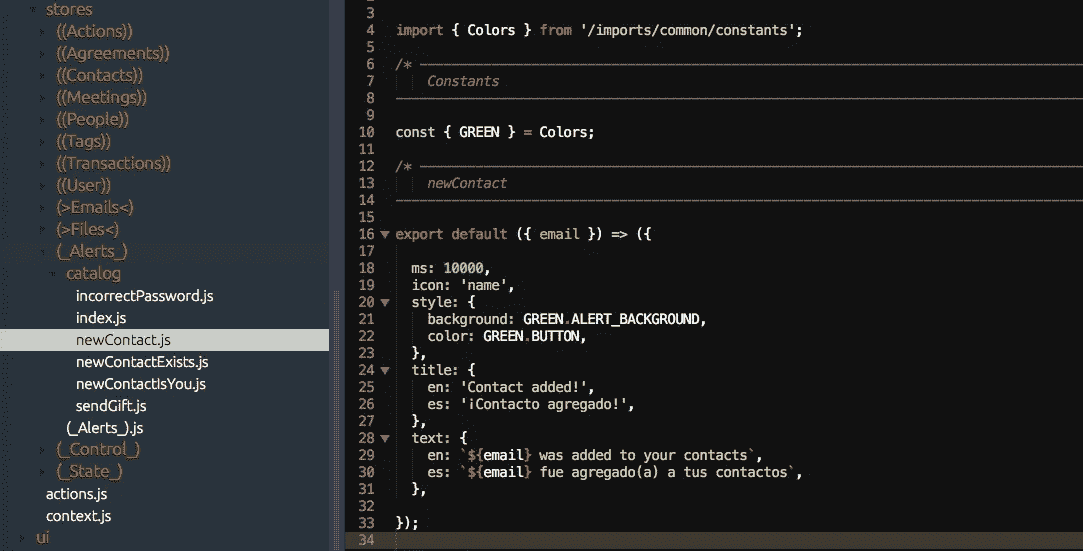 stores
((Actions))
((Agreements))
((Contacts))
((Meetings))
((People))
((Tags))
((Transactions))
((User))
(>Emails<)
(>Files<)
(_Alerts_)
catalog
incorrectPassword.js
index.js
newContact.js
newContactExists.js
newContactIsYou.js
sendGift.js
(_Alerts_).js
(_Control_)
(_State_)
actions.js
context.js
ui
3
4 import { Colors } from '/imports/common/constants';
5
6 /*
7 Constants
8
9
10 const { GREEN } = Colors;
11
12 /*
13 newContact
14
15
16 export default ({ email }) => ({
17
18 ms: 10000,
19 icon: 'name',
20 style: {
21 background: GREEN.ALERT_BACKGROUND,
22 color: GREEN.BUTTON,
23 },
24 title: {
25 en: 'Contact added!',
26 es: '¡Contacto agregado!',
27 },
28 text: {
29 en: `${email} was added to your contacts`,
30 es: `${email} fue agregado(a) a tus contactos`,
31 },
32
33 });
34